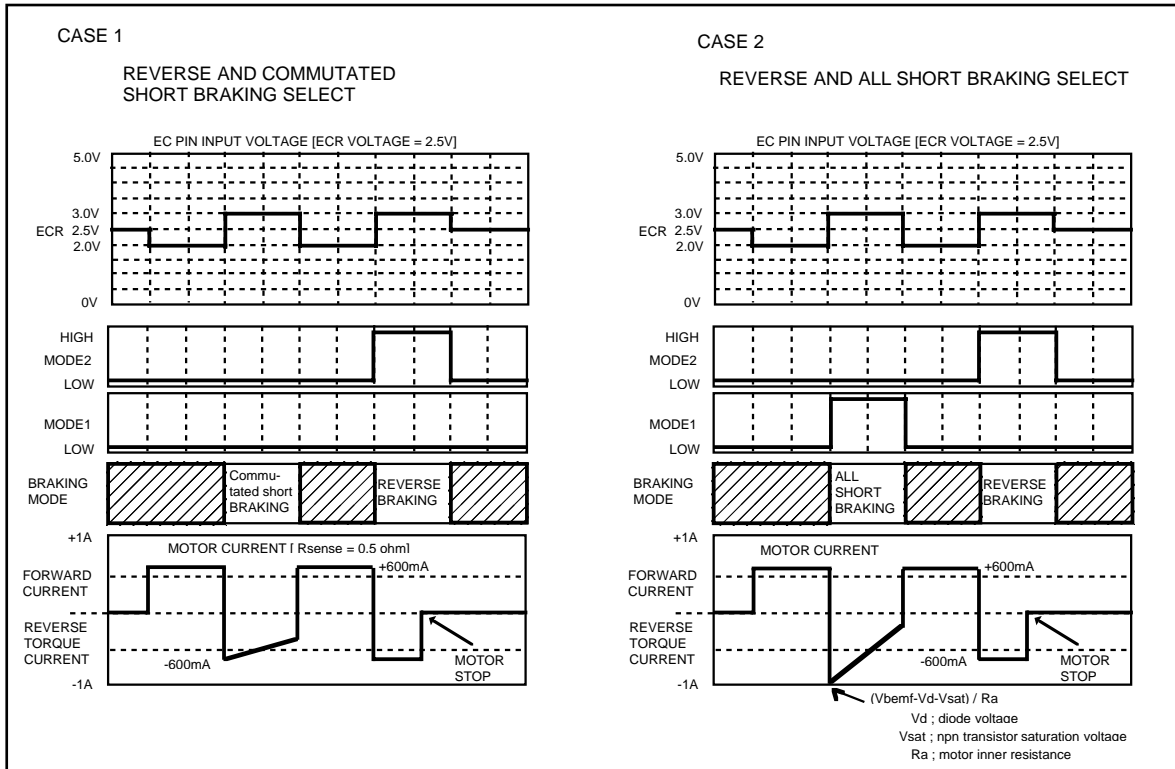 CASE 1
REVERSE AND COMMUTATED
SHORT BRAKING SELECT
EC PIN INPUT VOLTAGE [ECR VOLTAGE = 2.5V]
5.0V
3.0V
ECR 2.5V
2.0V
0V
HIGH
MODE2
LOW
MODE1
LOW
BRAKING
MODE
Commu-
tated short
BRAKING
REVERSE
BRAKING
+1A
MOTOR CURRENT [ Rsense = 0.5 ohm]
+600mA
FORWARD
CURRENT
REVERSE
TORQUE
CURRENT
-600mA
MOTOR
STOP
-1A
CASE 2
REVERSE AND ALL SHORT BRAKING SELECT
EC PIN INPUT VOLTAGE [ECR VOLTAGE = 2.5V]
5.0V
3.0V
ECR 2.5V
2.0V
0V
HIGH
MODE2
LOW
MODE1
LOW
BRAKING
MODE
ALL
SHORT
BRAKING
REVERSE
BRAKING
+1A
MOTOR CURRENT
+600mA
FORWARD
CURRENT
REVERSE
TORQUE
CURRENT
-600mA
MOTOR
STOP
-1A
(Vbemf-Vd-Vsat) / Ra
Vd ; diode voltage
Vsat ; npn transistor saturation voltage
Ra ; motor inner resistance